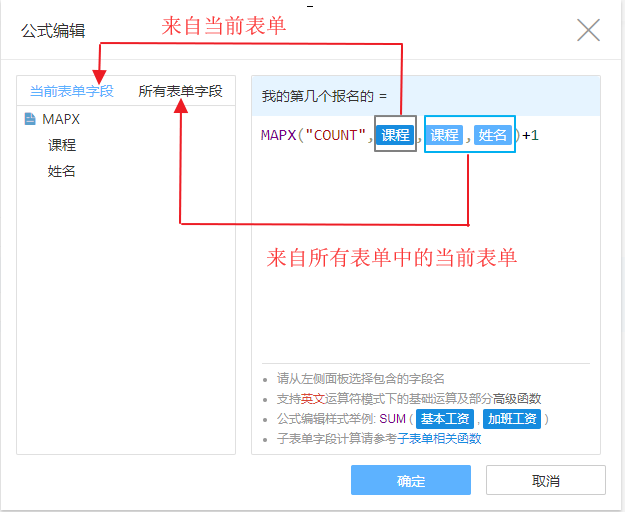 公式编辑
来自当前表单
当前表单字段 所有表单字段
MAPX
课程
姓名
我的第几个报名的 =
MAPX("COUNT",课程,课程,姓名)+1
来自所有表单中的当前表单
请从左侧面板选择包含的字段名
支持英文运算符模式下的基础运算及部分高级函数
公式编辑样式举例: SUM ( 基本工资 , 加班工资 )
子表单字段计算请参考子表单相关函数
确定 取消